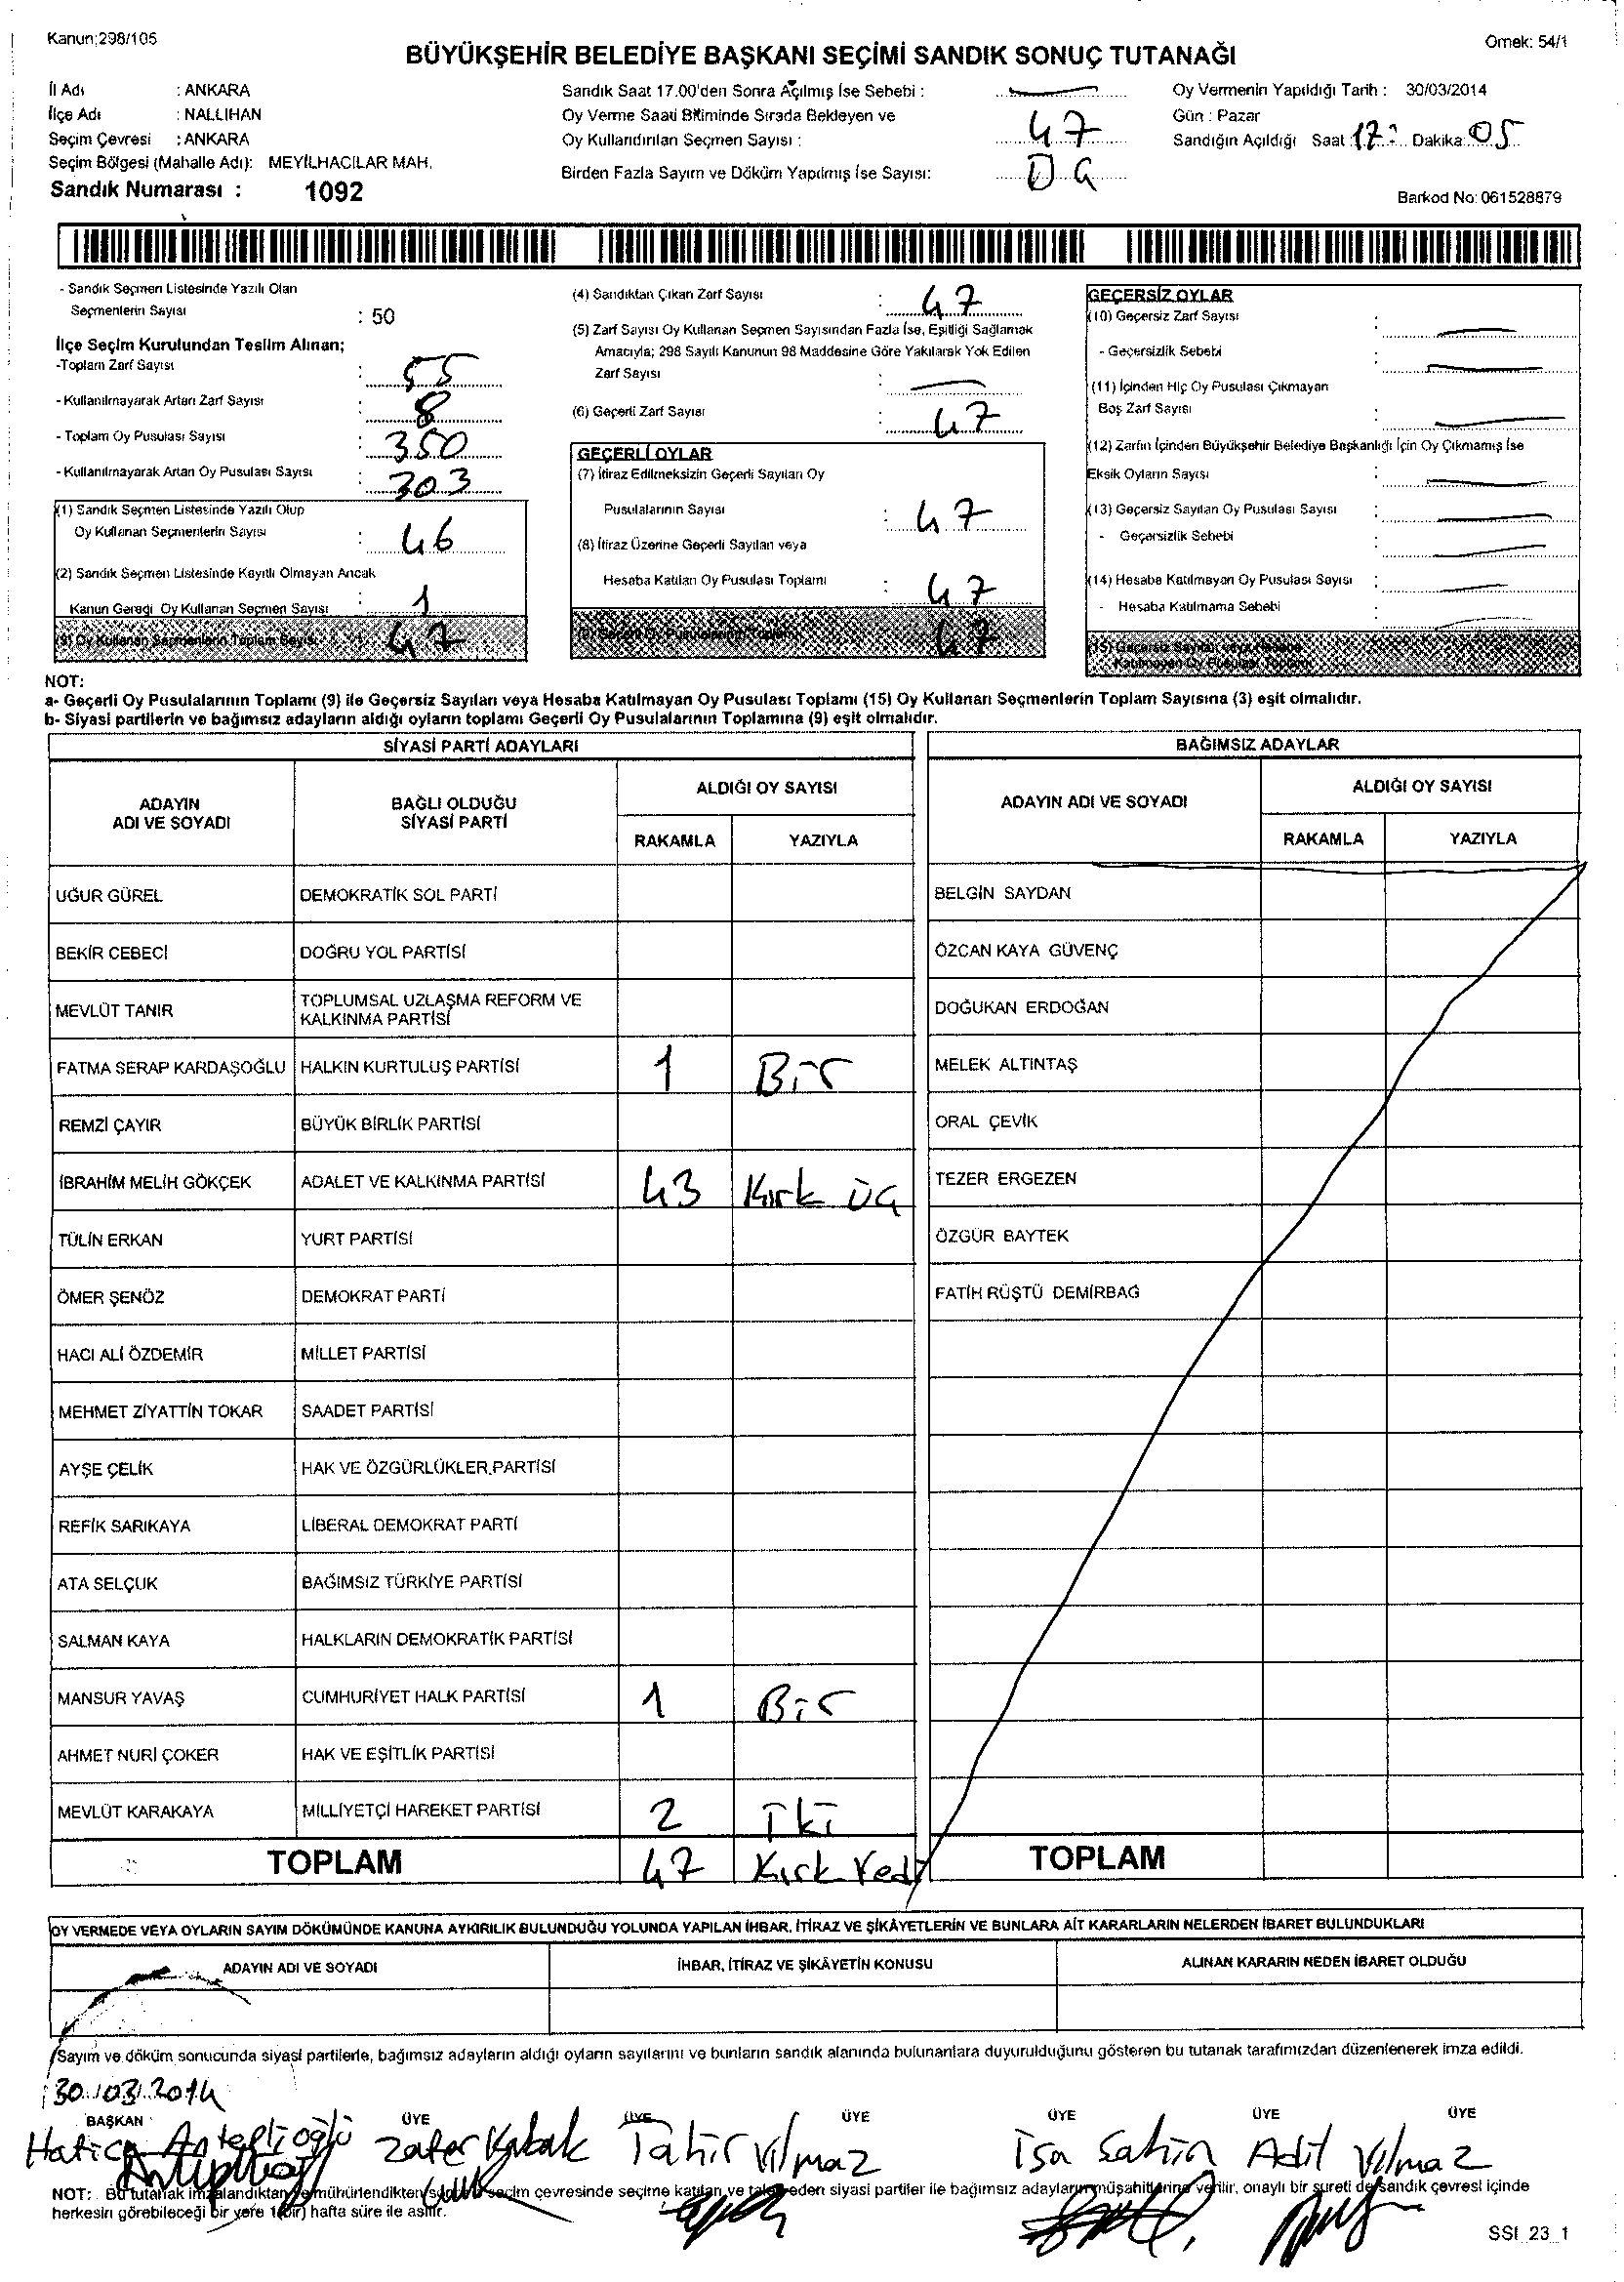 Kanun;298/105
Örnek: 54/1
BÜYÜKŞEHİR BELEDİYE BAŞKANI SEÇİMİ SANDIK SONUÇ TUTANAĞI
İl Adı : ANKARA
İlçe Adı : NALLIHAN
Seçim Çevresi : ANKARA
Seçim Bölgesi (Mahalle Adı): MEYİLHACILAR MAH.
Sandık Numarası : 1092
Sandık Saat 17.00'den Sonra Açılmış İse Sebebi :
Oy Verme Saati Bitiminde Sırada Bekleyen ve
Oy Kullandırılan Seçmen Sayısı : 47
Birden Fazla Sayım ve Döküm Yapılmış İse Sayısı:
Oy Vermenin Yapıldığı Tarih : 30/03/2014
Gün : Pazar
Sandığın Açıldığı Saat 17: Dakika: 05
Barkod No: 061528879
- Sandık Seçmen Listesinde Yazılı Olan
Seçmenlerin Sayısı : 50
İlçe Seçim Kurulundan Teslim Alınan;
-Toplam Zarf Sayısı : 55
- Kullanılmayarak Artan Zarf Sayısı : 8
- Toplam Oy Pusulası Sayısı : 350
- Kullanılmayarak Artan Oy Pusulası Sayısı : 303
(1) Sandık Seçmen Listesinde Yazılı Olup
Oy Kullanan Seçmenlerin Sayısı : 46
(2) Sandık Seçmen Listesinde Kayıtlı Olmayan Ancak
Kanun Gereği Oy Kullanan Seçmen Sayısı : 1
(3) Oy Kullanan Seçmenlerin Toplam Sayısı : 47
(4) Sandıktan Çıkan Zarf Sayısı : 47
(5) Zarf Sayısı Oy Kullanan Seçmen Sayısından Fazla İse, Eşitliği Sağlamak
Amacıyla; 298 Sayılı Kanunun 98 Maddesine Göre Yakılarak Yok Edilen
Zarf Sayısı :
(6) Geçerli Zarf Sayısı : 47
GEÇERLİ OYLAR
(7) İtiraz Edilmeksizin Geçerli Sayılan Oy
Pusulalarının Sayısı : 47
(8) İtiraz Üzerine Geçerli Sayılan veya
Hesaba Katılan Oy Pusulası Toplamı : 47
(9) Geçerli Oy Pusulalarının Toplamı 47
GEÇERSİZ OYLAR
(10) Geçersiz Zarf Sayısı :
- Geçersizlik Sebebi :
(11) İçinden Hiç Oy Pusulası Çıkmayan
Boş Zarf Sayısı :
(12) Zarfın İçinden Büyükşehir Belediye Başkanlığı İçin Oy Çıkmamış İse
Eksik Oyların Sayısı :
(13) Geçersiz Sayılan Oy Pusulası Sayısı :
- Geçersizlik Sebebi :
(14) Hesaba Katılmayan Oy Pusulası Sayısı :
- Hesaba Katılmama Sebebi :
(15) Geçersiz Sayılan veya Hesaba
Katılmayan Oy Pusulası Toplamı
NOT:
a- Geçerli Oy Pusulalarının Toplamı (9) ile Geçersiz Sayılan veya Hesaba Katılmayan Oy Pusulası Toplamı (15) Oy Kullanan Seçmenlerin Toplam Sayısına (3) eşit olmalıdır.
b- Siyasi partilerin ve bağımsız adayların aldığı oyların toplamı Geçerli Oy Pusulalarının Toplamına (9) eşit olmalıdır.
SİYASİ PARTİ ADAYLARI
ADAYIN
ADI VE SOYADI
BAĞLI OLDUĞU
SİYASİ PARTİ
ALDIĞI OY SAYISI
RAKAMLA YAZIYLA
UĞUR GÜREL DEMOKRATİK SOL PARTİ
BEKİR CEBECİ DOĞRU YOL PARTİSİ
MEVLÜT TANIR TOPLUMSAL UZLAŞMA REFORM VE
KALKINMA PARTİSİ
FATMA SERAP KARDAŞOĞLU HALKIN KURTULUŞ PARTİSİ 1 Bir
REMZİ ÇAYIR BÜYÜK BİRLİK PARTİSİ
İBRAHİM MELİH GÖKÇEK ADALET VE KALKINMA PARTİSİ 43 Kırk üç
TÜLİN ERKAN YURT PARTİSİ
ÖMER ŞENÖZ DEMOKRAT PARTİ
HACI ALİ ÖZDEMİR MİLLET PARTİSİ
MEHMET ZİYATTİN TOKAR SAADET PARTİSİ
AYŞE ÇELİK HAK VE ÖZGÜRLÜKLER PARTİSİ
REFİK SARIKAYA LİBERAL DEMOKRAT PARTİ
ATA SELÇUK BAĞIMSIZ TÜRKİYE PARTİSİ
SALMAN KAYA HALKLARIN DEMOKRATİK PARTİSİ
MANSUR YAVAŞ CUMHURİYET HALK PARTİSİ 1 Bir
AHMET NURİ ÇOKER HAK VE EŞİTLİK PARTİSİ
MEVLÜT KARAKAYA MİLLİYETÇİ HAREKET PARTİSİ 2 İki
TOPLAM 47 Kırk Yedi
BAĞIMSIZ ADAYLAR
ADAYIN ADI VE SOYADI
ALDIĞI OY SAYISI
RAKAMLA YAZIYLA
BELGİN SAYDAN
ÖZCAN KAYA GÜVENÇ
DOĞUKAN ERDOĞAN
MELEK ALTINTAŞ
ORAL ÇEVİK
TEZER ERGEZEN
ÖZGÜR BAYTEK
FATİH RÜŞTÜ DEMİRBAĞ
TOPLAM
OY VERMEDE VEYA OYLARIN SAYIM DÖKÜMÜNDE KANUNA AYKIRILIK BULUNDUĞU YOLUNDA YAPILAN İHBAR, İTİRAZ VE ŞİKÂYETLERİN VE BUNLARA AİT KARARLARIN NELERDEN İBARET BULUNDUKLARI
ADAYIN ADI VE SOYADI İHBAR, İTİRAZ VE ŞİKÂYETİN KONUSU ALINAN KARARIN NEDEN İBARET OLDUĞU
Sayım ve döküm sonucunda siyasi partilerle, bağımsız adayların aldığı oyların sayılarını ve bunların sandık alanında bulunanlara duyurulduğunu gösteren bu tutanak tarafımızdan düzenlenerek imza edildi.
30.03.2014
BAŞKAN ÜYE ÜYE ÜYE ÜYE ÜYE ÜYE
Hatice Anteplioğlu Zafer Kabak Tahir Yılmaz İsa Şahin Adil Yılmaz
NOT: Bu tutanak imzalandıktan ve mühürlendikten sonra seçim çevresinde seçime katılan ve talep eden siyasi partiler ile bağımsız adayların müşahitlerine verilir, onaylı bir sureti de sandık çevresi içinde
herkesin görebileceği bir yere 1(bir) hafta süre ile asılır.
SSI_23_1